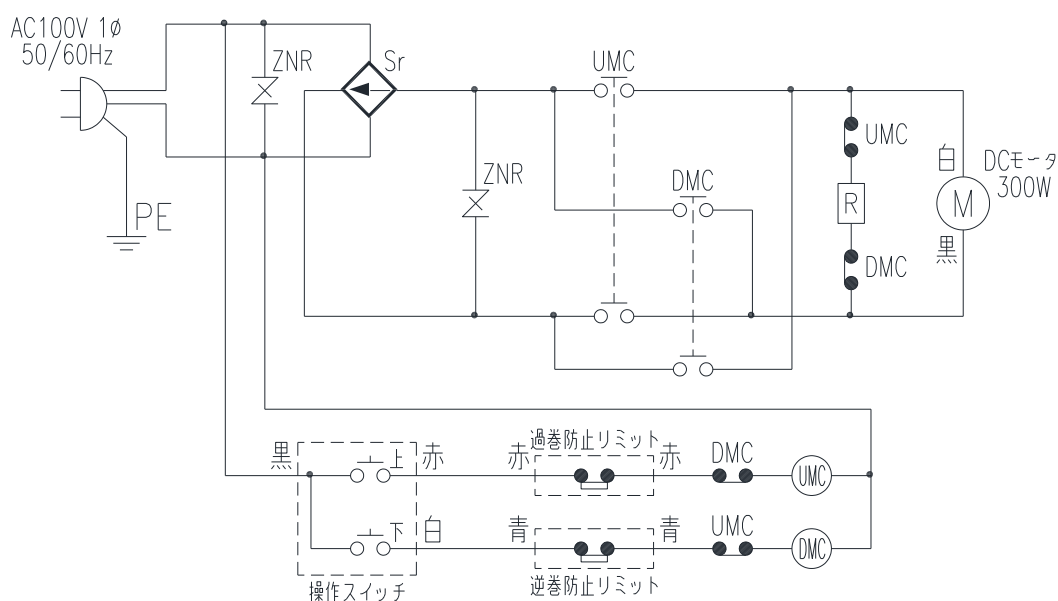 AC100V 1φ
50/60Hz
ZNR
Sr
UMC
PE
ZNR
DMC
UMC
R
DMC
白
M
黒
DCモータ
300W
黒
上
赤
赤
過巻防止リミット
赤
DMC
UMC
下
白
青
青
UMC
DMC
操作スイッチ
逆巻防止リミット